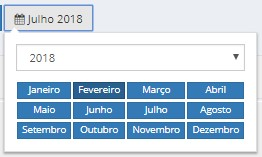 Julho 2018
2018
Janeiro Fevereiro Março Abril
Maio Junho Julho Agosto
Setembro Outubro Novembro Dezembro